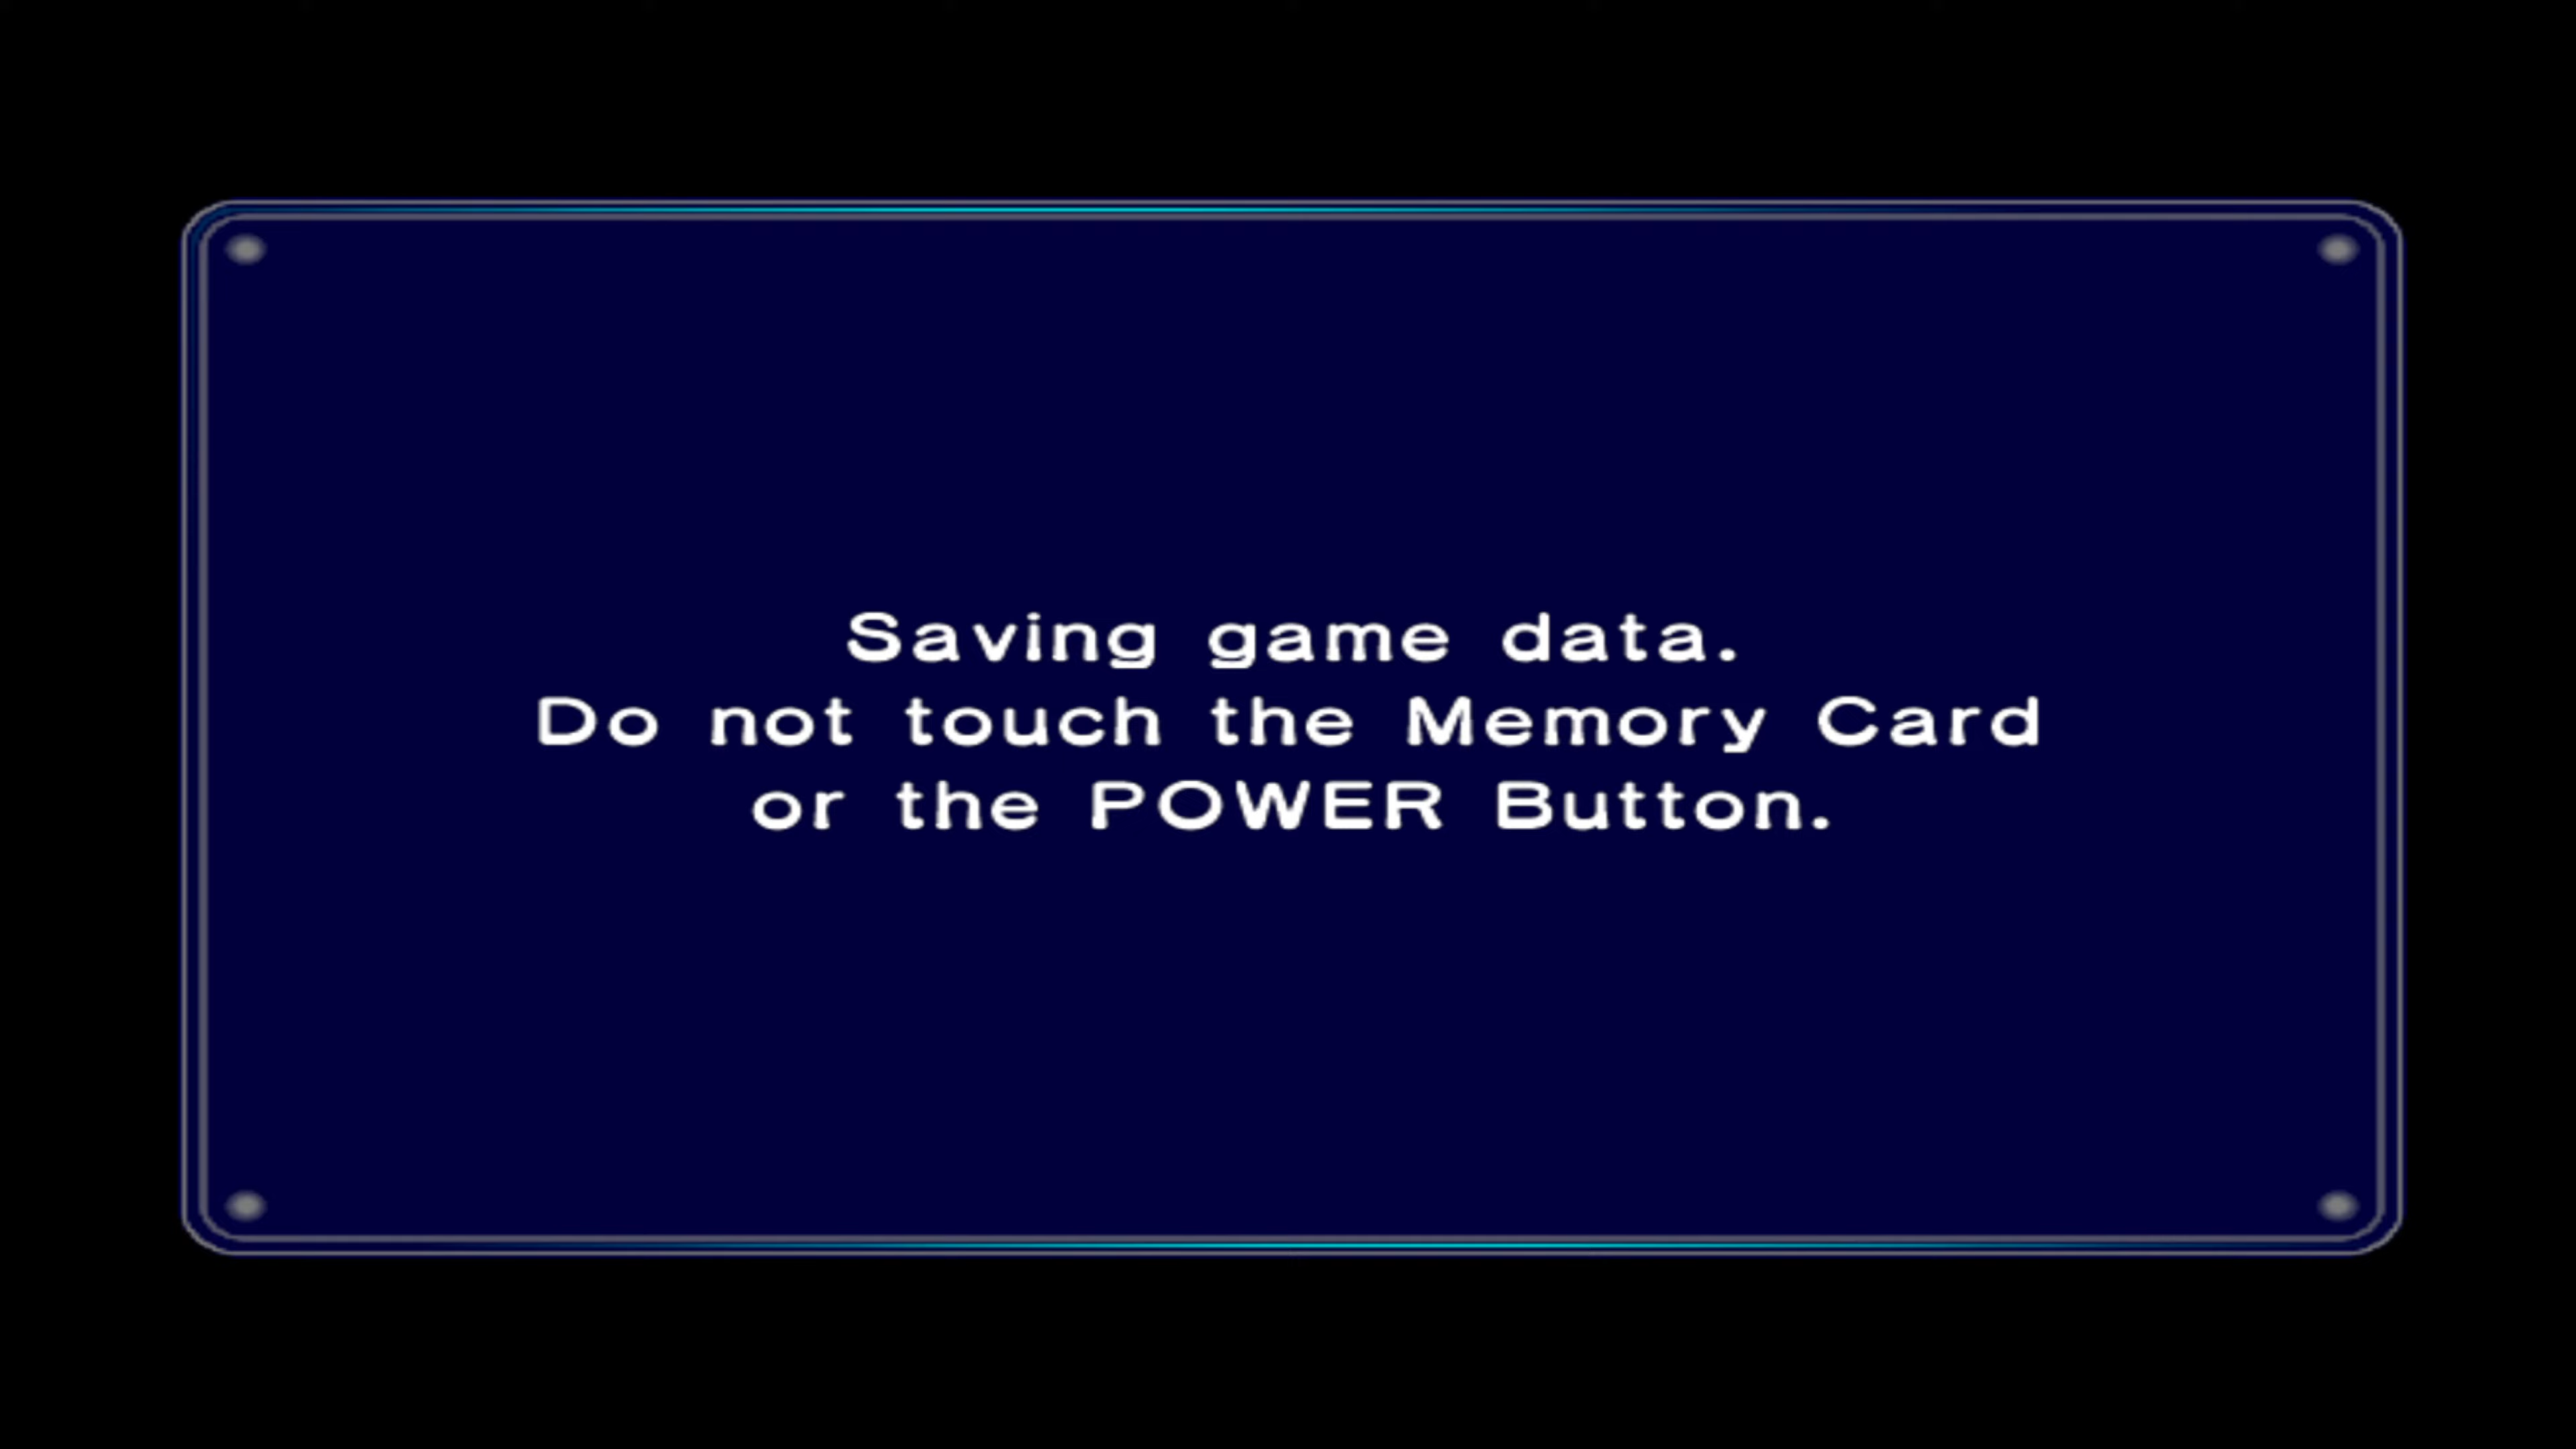 Saving game data.
Do not touch the Memory Card
or the POWER Button.